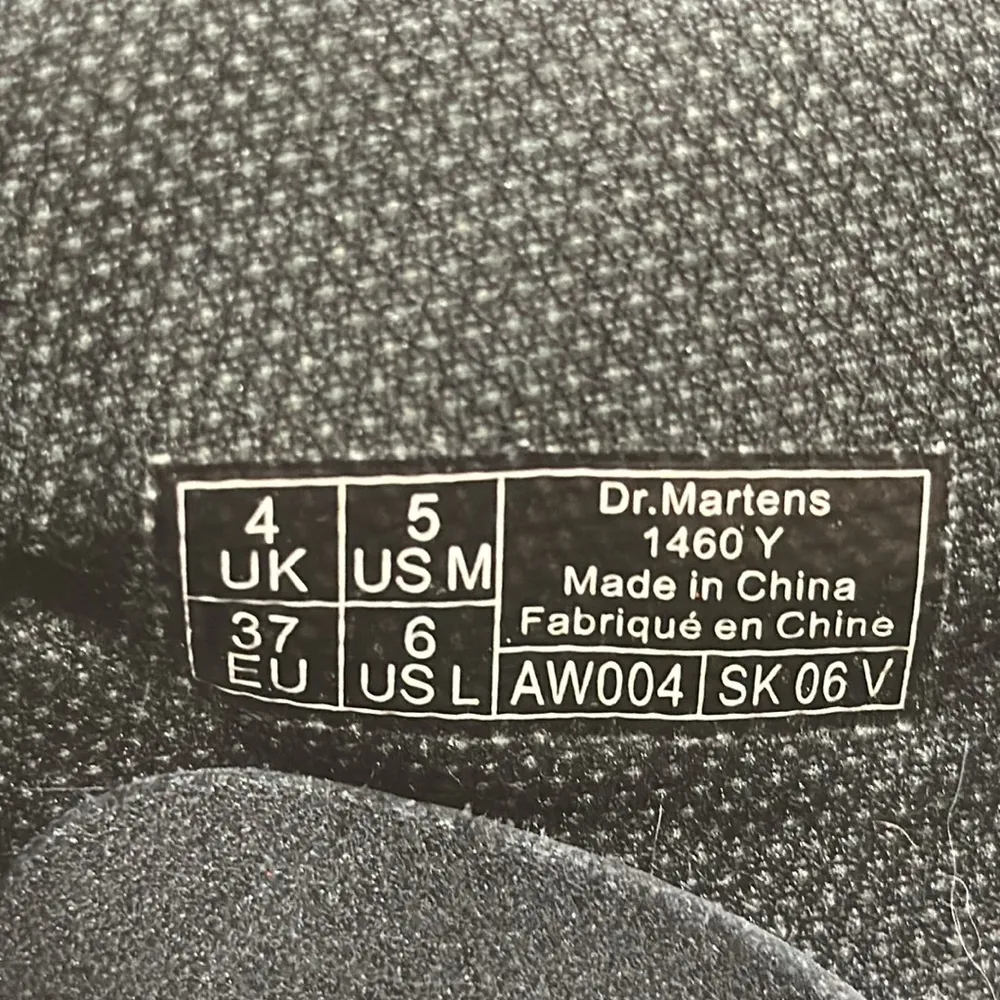 4
UK
5
US M
37
EU
6
US L
Dr.Martens
1460 Y
Made in China
Fabriqué en Chine
AW004
SK 06 V